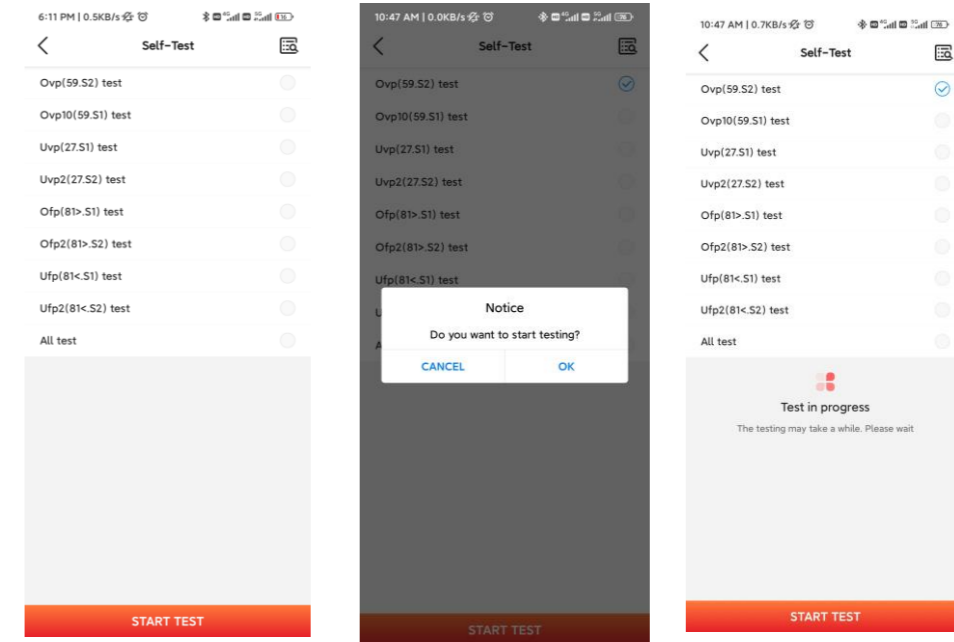 6:11 PM | 0.5KB/s
Self-Test
Ovp(59.S2) test
Ovp10(59.S1) test
Uvp(27.S1) test
Uvp2(27.S2) test
Ofp(81>.S1) test
Ofp2(81>.S2) test
Ufp(81<.S1) test
Ufp2(81<.S2) test
All test
START TEST
10:47 AM | 0.0KB/s
Self-Test
Ovp(59.S2) test
Ovp10(59.S1) test
Uvp(27.S1) test
Uvp2(27.S2) test
Ofp(81>.S1) test
Ofp2(81>.S2) test
Ufp(81<.S1) test
U
A
Notice
Do you want to start testing?
CANCEL OK
START TEST
10:47 AM | 0.7KB/s
Self-Test
Ovp(59.S2) test
Ovp10(59.S1) test
Uvp(27.S1) test
Uvp2(27.S2) test
Ofp(81>.S1) test
Ofp2(81>.S2) test
Ufp(81<.S1) test
Ufp2(81<.S2) test
All test
Test in progress
The testing may take a while. Please wait
START TEST